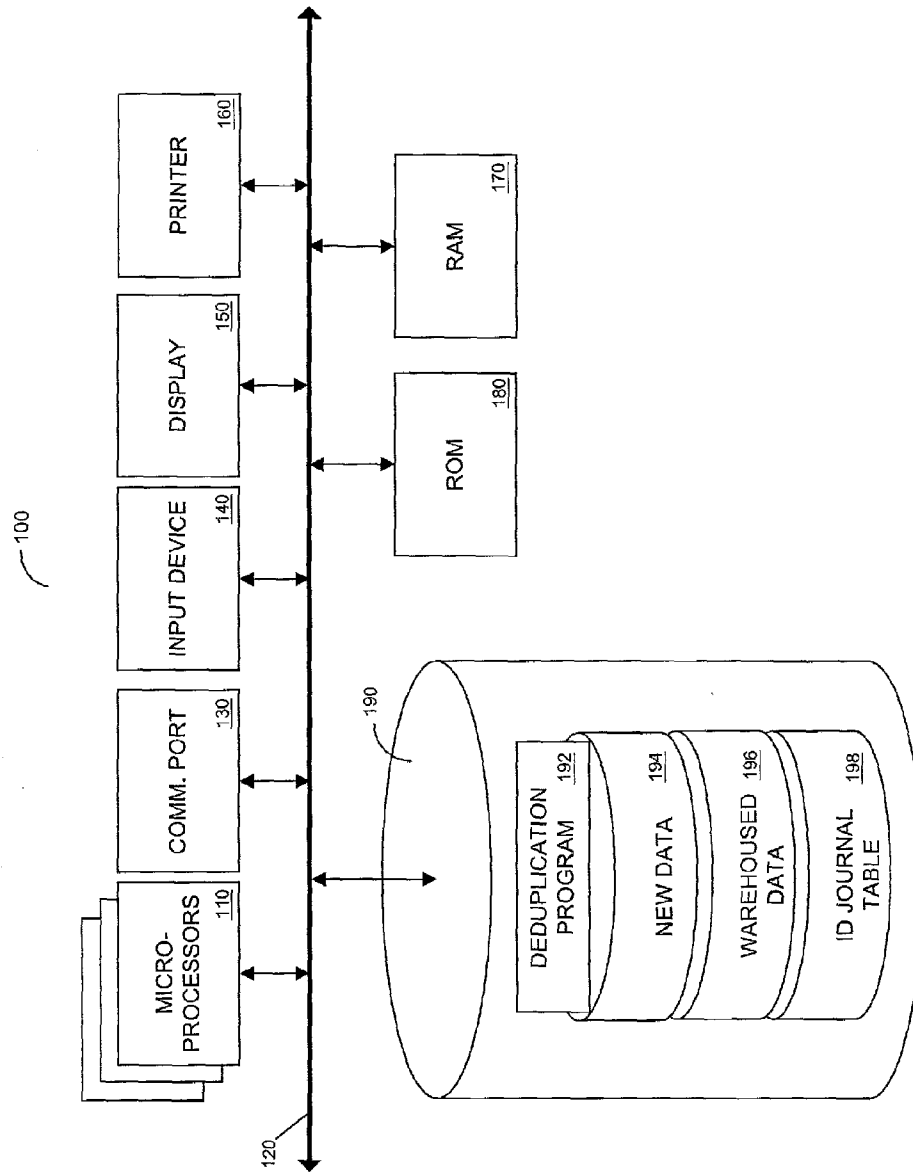 100
MICRO-
PROCESSORS
110
COMM. PORT
130
INPUT DEVICE
140
DISPLAY
150
PRINTER
160
120
190
ROM
180
RAM
170
DEDUPLICATION
PROGRAM
192
NEW DATA
194
WAREHOUSED
DATA
196
ID JOURNAL
TABLE
198